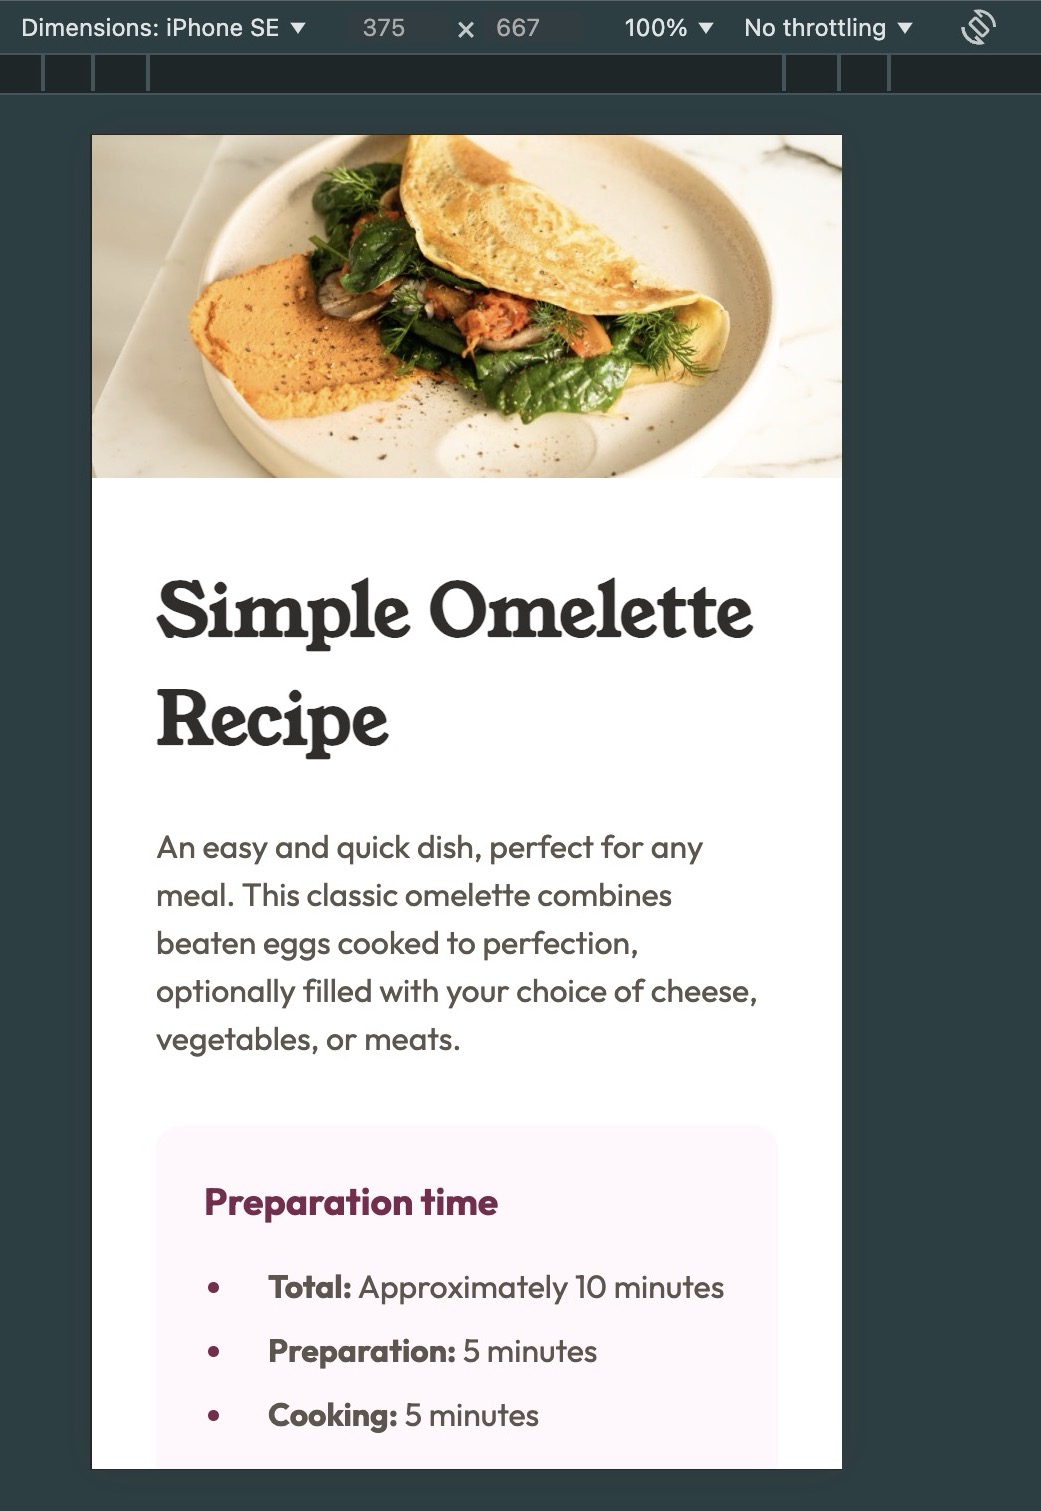 Dimensions: iPhone SE ▼ 375 × 667 100% ▼ No throttling ▼
Simple Omelette
Recipe
An easy and quick dish, perfect for any
meal. This classic omelette combines
beaten eggs cooked to perfection,
optionally filled with your choice of cheese,
vegetables, or meats.
Preparation time
• Total: Approximately 10 minutes
• Preparation: 5 minutes
• Cooking: 5 minutes